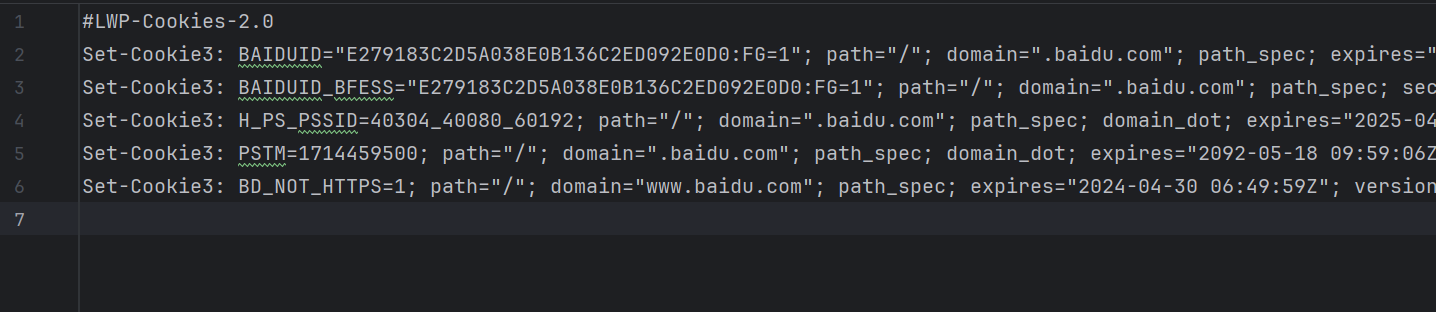 1 #LWP-Cookies-2.0
2 Set-Cookie3: BAIDUID="E279183C2D5A038E0B136C2ED092E0D0:FG=1"; path="/"; domain=".baidu.com"; path_spec; expires="
3 Set-Cookie3: BAIDUID_BFESS="E279183C2D5A038E0B136C2ED092E0D0:FG=1"; path="/"; domain=".baidu.com"; path_spec; sec
4 Set-Cookie3: H_PS_PSSID=40304_40080_60192; path="/"; domain=".baidu.com"; path_spec; domain_dot; expires="2025-04
5 Set-Cookie3: PSTM=1714459500; path="/"; domain=".baidu.com"; path_spec; domain_dot; expires="2092-05-18 09:59:06Z
6 Set-Cookie3: BD_NOT_HTTPS=1; path="/"; domain="www.baidu.com"; path_spec; expires="2024-04-30 06:49:59Z"; version
7